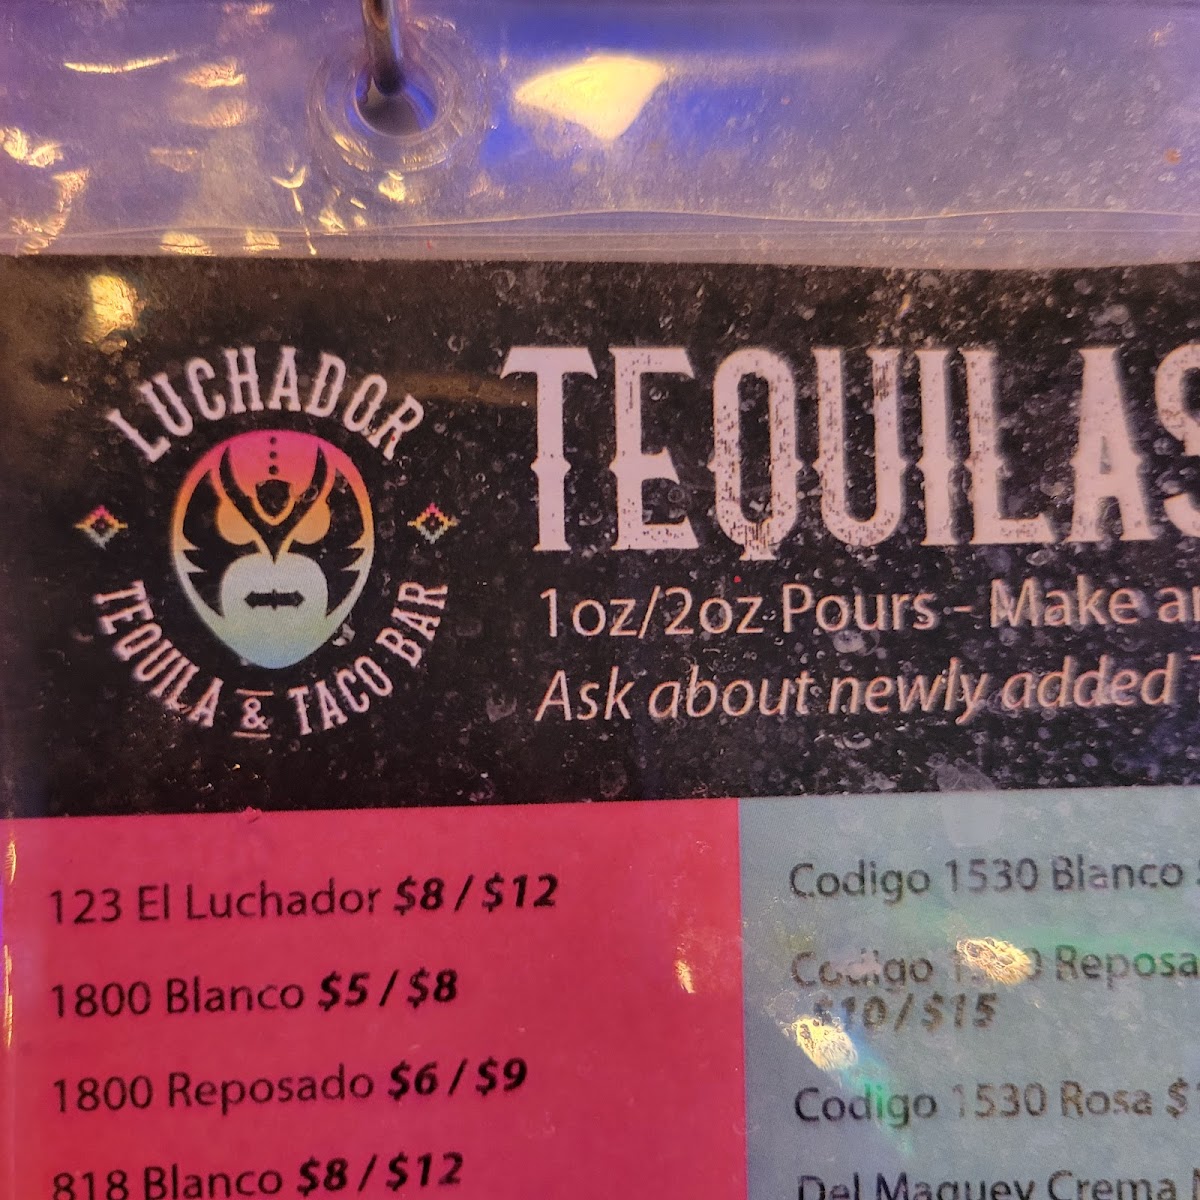 LUCHADOR
TEQUILA & TACO BAR
TEQUILAS
1oz/2oz Pours - Make
Ask about newly added
123 El Luchador $8 / $12
1800 Blanco $5 / $8
1800 Reposado $6 / $9
818 Blanco $8 / $12
Codigo 1530 Blanco
Codigo Reposa
$10 / $15
Codigo 1530 Rosa $
Del Maguey Crema